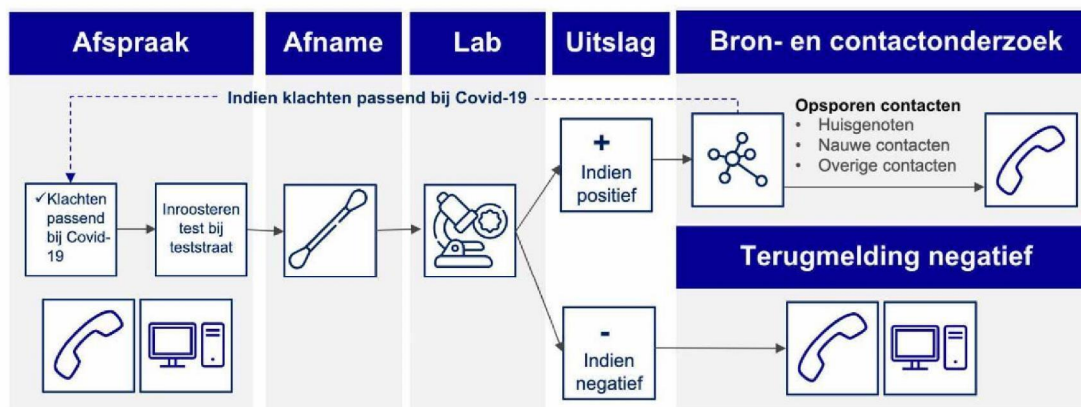 Afspraak
Afname
Lab
Uitslag
Bron- en contactonderzoek
Indien klachten passend bij Covid-19
Opsporen contacten
• Huisgenoten
• Nauwe contacten
• Overige contacten
✓Klachten
passend
bij Covid-
19
Inroosteren
test bij
teststraat
+
Indien
positief
Terugmelding negatief
-
Indien
negatief